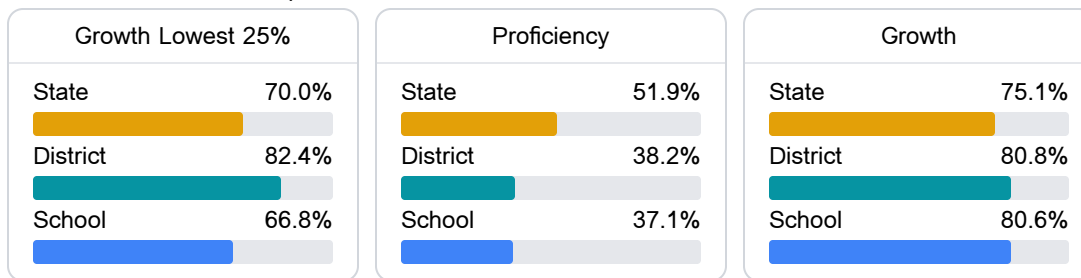 Growth Lowest 25%
State 70.0%
District 82.4%
School 66.8%
Proficiency
State 51.9%
District 38.2%
School 37.1%
Growth
State 75.1%
District 80.8%
School 80.6%